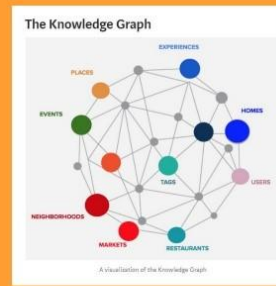 The Knowledge Graph
EXPERIENCES
PLACES
EVENTS
HOMES
TAGS
USERS
NEIGHBORHOODS
MARKETS
RESTAURANTS
A visualization of the Knowledge Graph